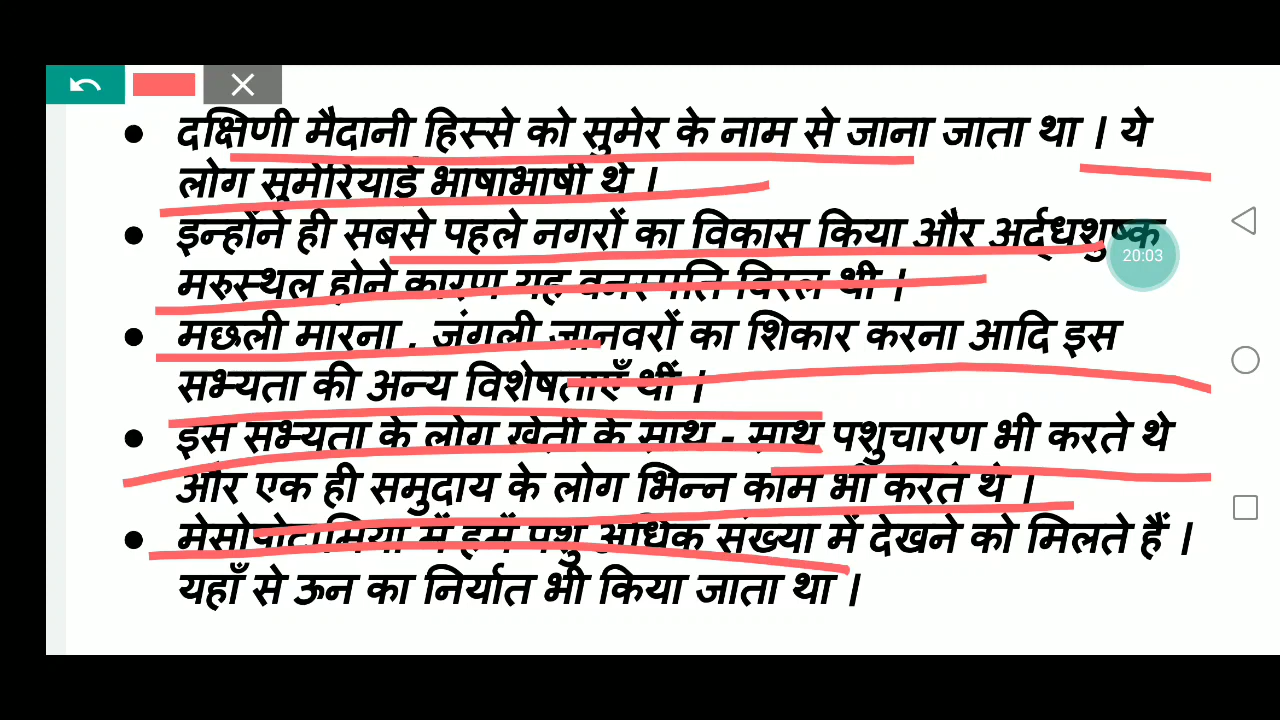 ● दक्षिणी मैदानी हिस्से को सुमेर के नाम से जाना जाता था । ये
लोग सुमेरियाडे भाषाभाषी थे ।
● इन्होंने ही सबसे पहले नगरों का विकास किया और अर्द्धशुष्क
20:03
मरुस्थल होने कारण यह वनस्पति विरल थी ।
● मछली मारना , जंगली जानवरों का शिकार करना आदि इस
सभ्यता की अन्य विशेषताएँ थीं ।
● इस सभ्यता के लोग खेती के साथ - साथ पशुचारण भी करते थे
और एक ही समुदाय के लोग भिन्न काम भी करते थे ।
● मेसोपोटामिया में हमें पशु अधिक संख्या में देखने को मिलते हैं ।
यहाँ से ऊन का निर्यात भी किया जाता था ।